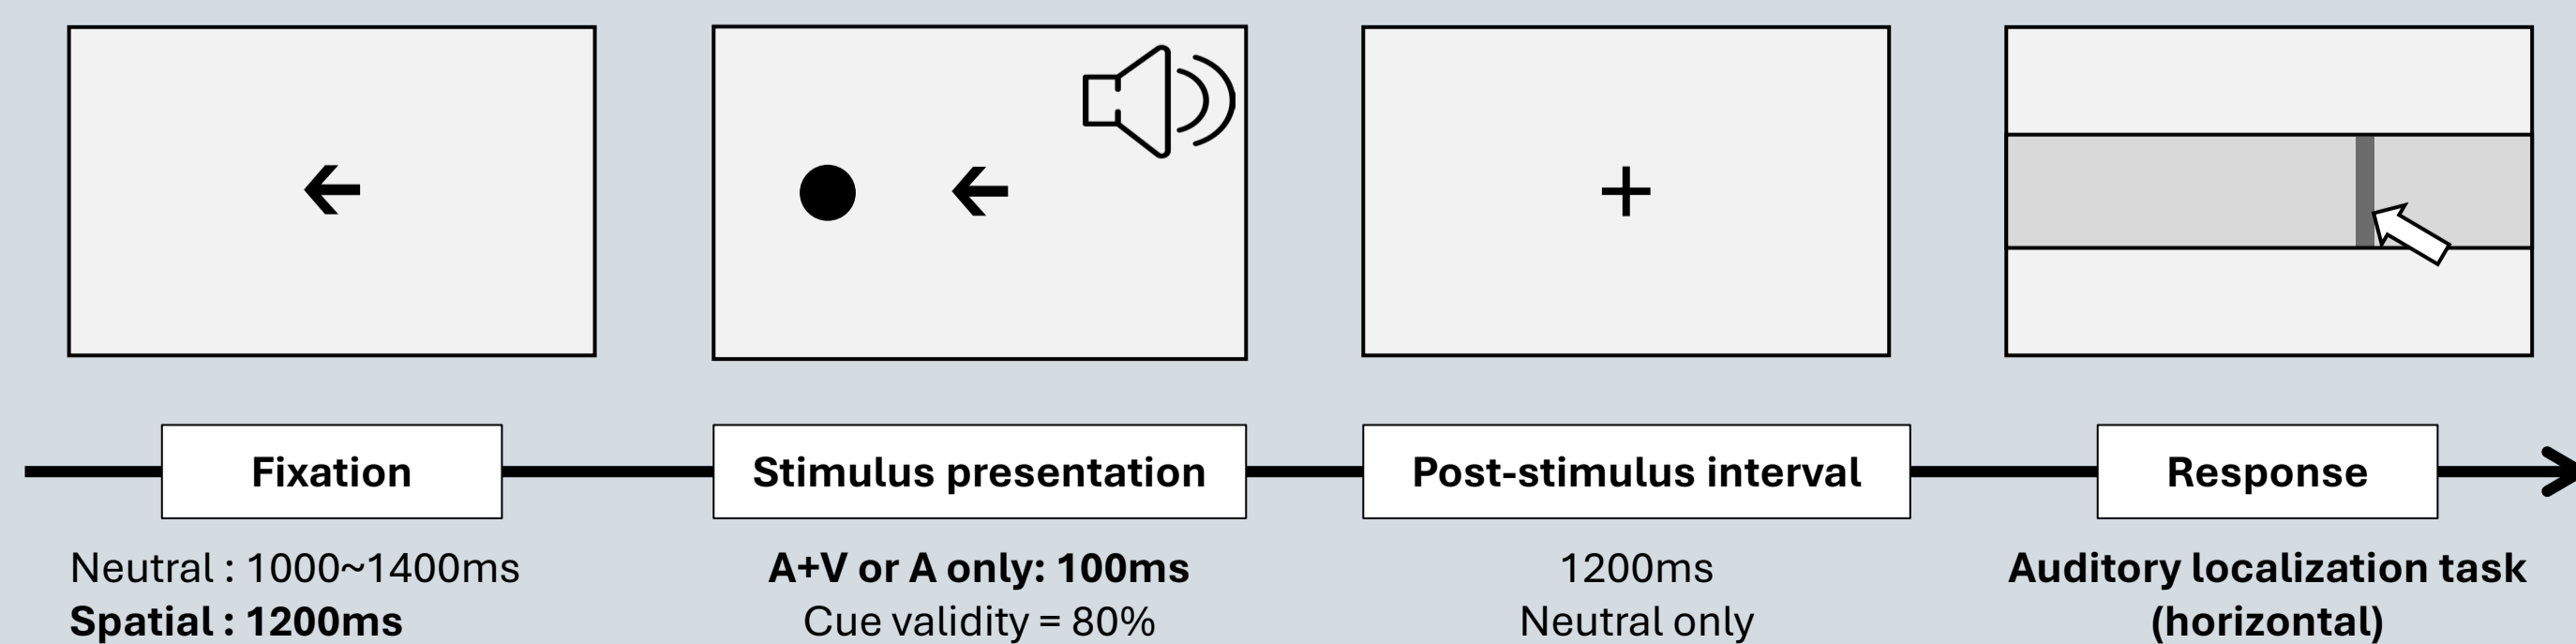 Fixation
Stimulus presentation
Post-stimulus interval
Response
Neutral : 1000~1400ms
Spatial : 1200ms
A+V or A only: 100ms
Cue validity = 80%
1200ms
Neutral only
Auditory localization task
(horizontal)